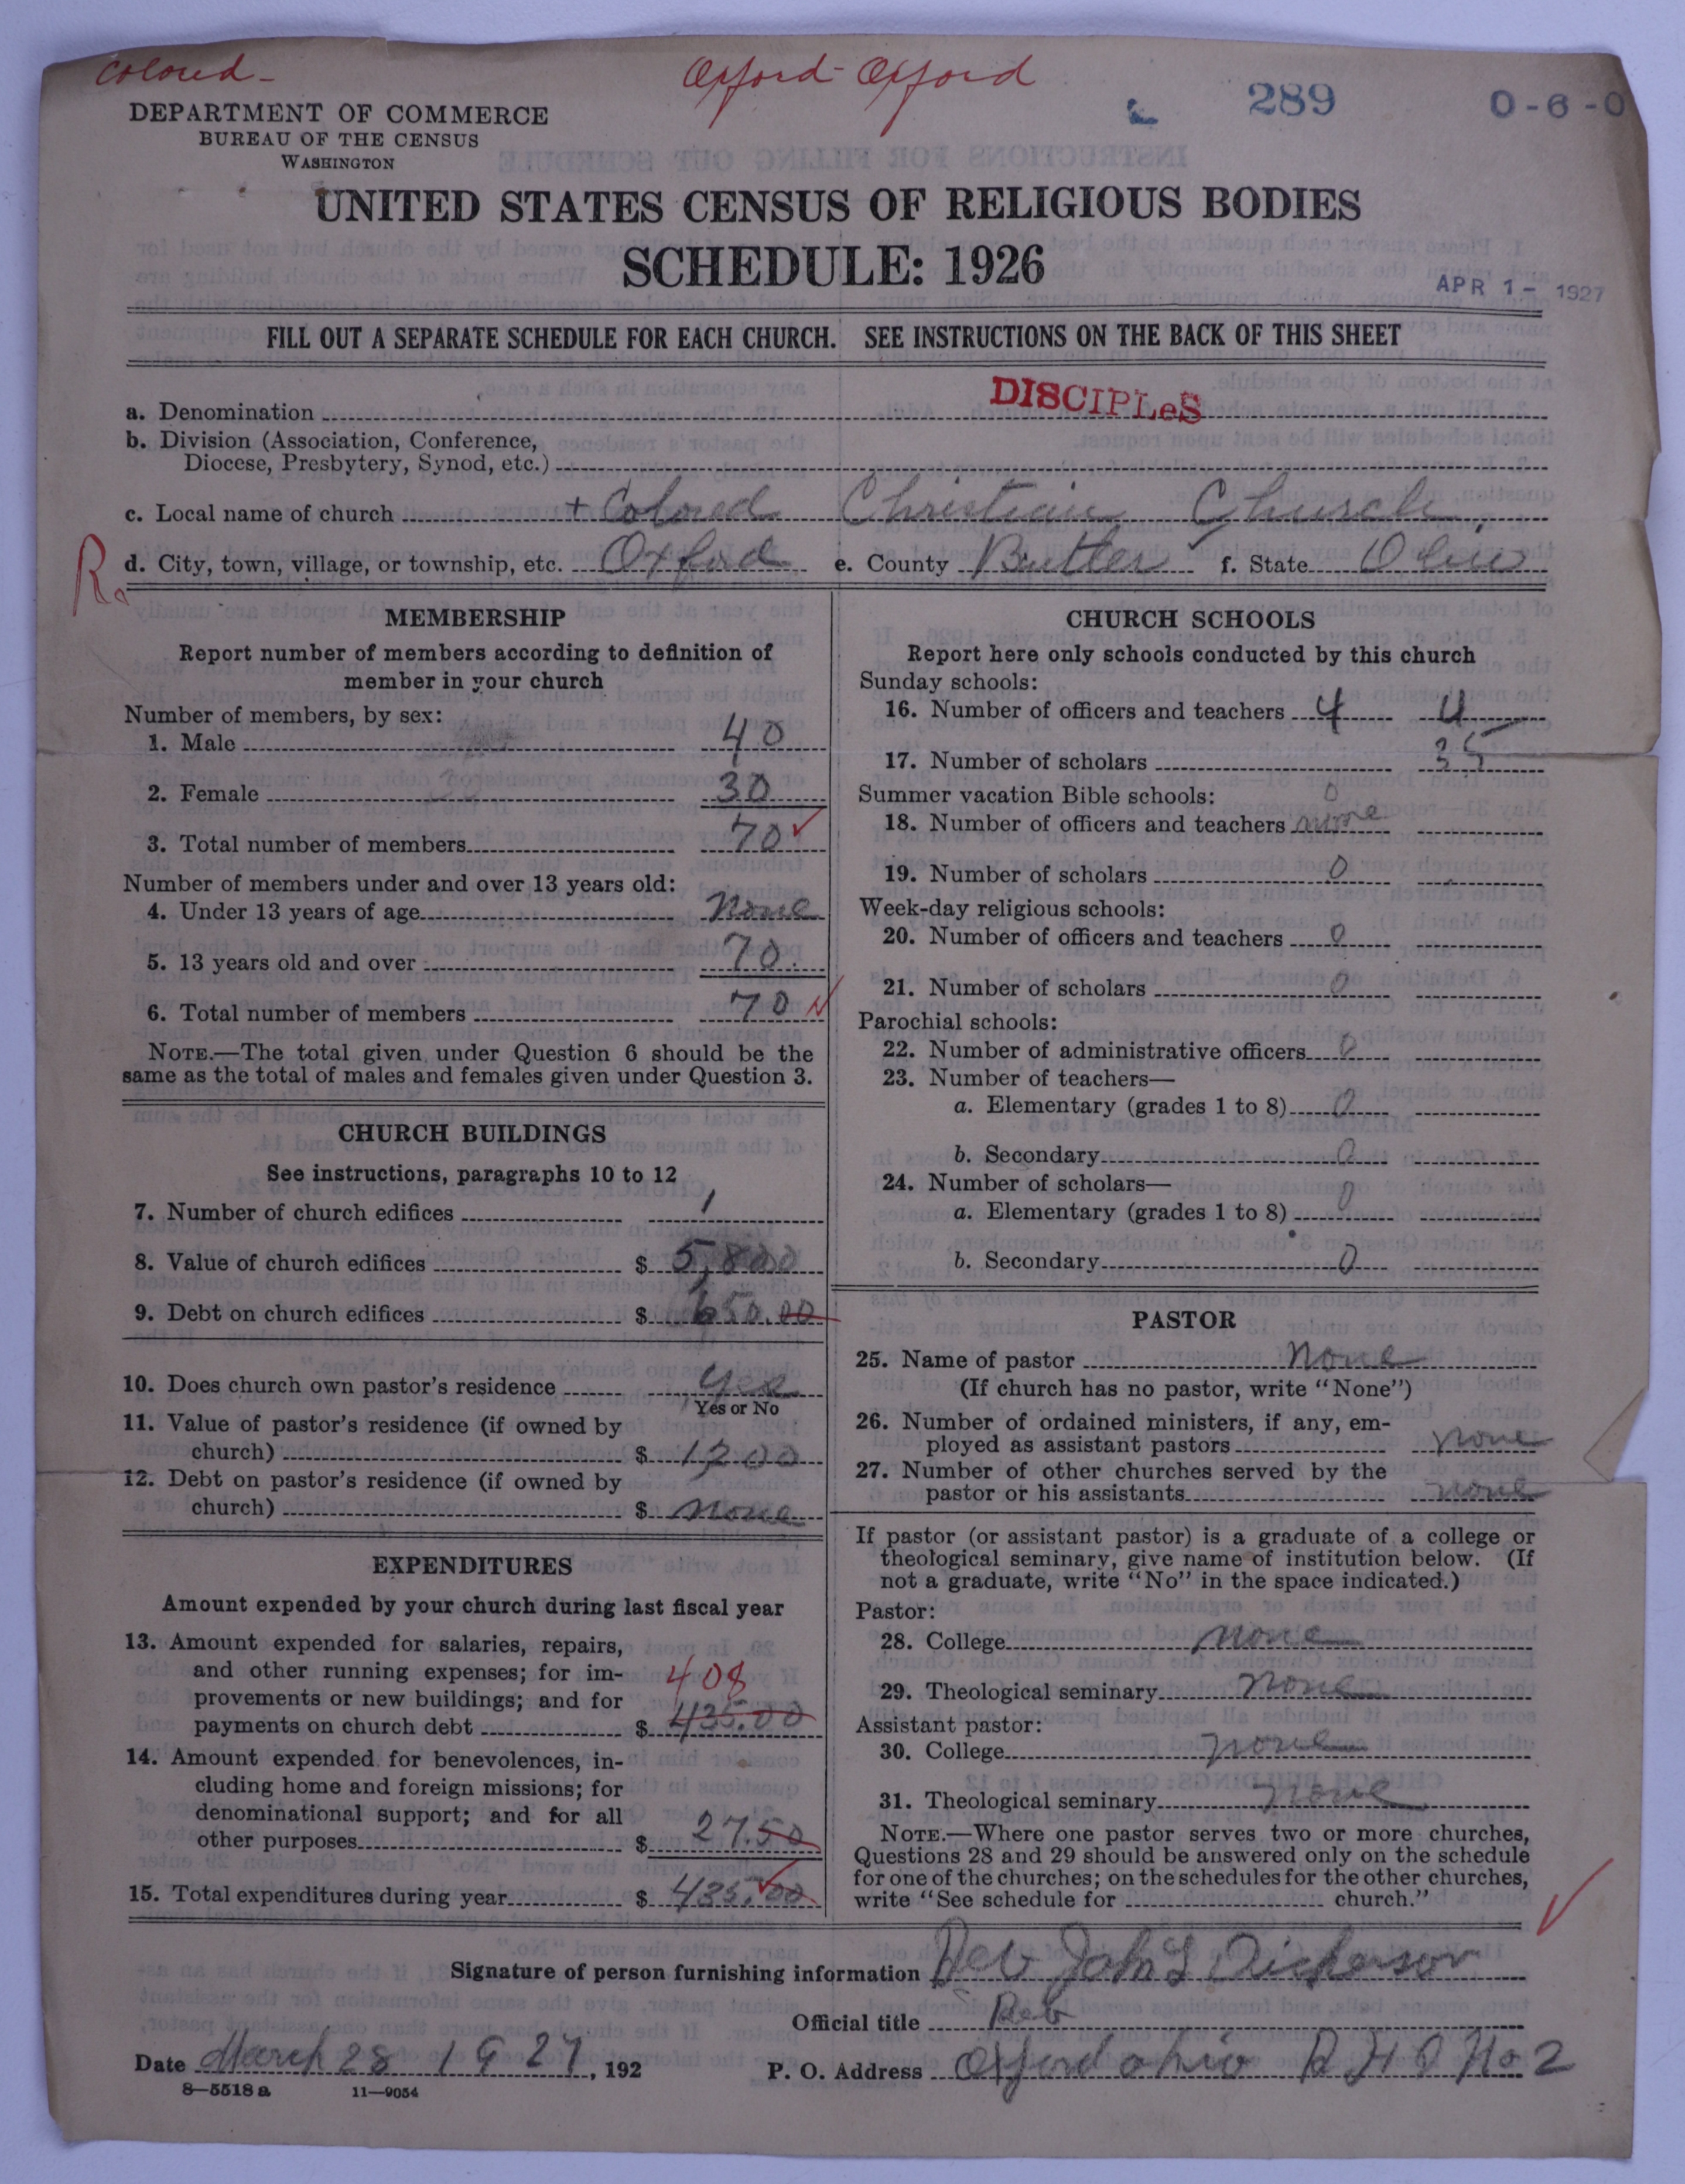 Colored-
Oxford-Oxford
289
0-6-0
DEPARTMENT OF COMMERCE
BUREAU OF THE CENSUS
WASHINGTON
UNITED STATES CENSUS OF RELIGIOUS BODIES
SCHEDULE: 1926
APR 1 - 1927
FILL OUT A SEPARATE SCHEDULE FOR EACH CHURCH. SEE INSTRUCTIONS ON THE BACK OF THIS SHEET
a. Denomination DISCIPLeS
b. Division (Association, Conference,
Diocese, Presbytery, Synod, etc.)
c. Local name of church + Colored Christian Church
d. City, town, village, or township, etc. Oxford e. County Butler f. State Ohio
MEMBERSHIP
Report number of members according to definition of
member in your church
Number of members, by sex:
1. Male 40
2. Female 30
3. Total number of members 70
Number of members under and over 13 years old:
4. Under 13 years of age None
5. 13 years old and over 70
6. Total number of members 70
NOTE.—The total given under Question 6 should be the
same as the total of males and females given under Question 3.
CHURCH BUILDINGS
See instructions, paragraphs 10 to 12
7. Number of church edifices 1
8. Value of church edifices $ 5,800
9. Debt on church edifices $ 650.00
10. Does church own pastor's residence Yes
Yes or No
11. Value of pastor's residence (if owned by
church) $ 1200
12. Debt on pastor's residence (if owned by
church) $ none
EXPENDITURES
Amount expended by your church during last fiscal year
13. Amount expended for salaries, repairs,
and other running expenses; for im- 408
provements or new buildings; and for
payments on church debt $ 435.00
14. Amount expended for benevolences, in-
cluding home and foreign missions; for
denominational support; and for all
other purposes $ 27.50
15. Total expenditures during year $ 435.00
CHURCH SCHOOLS
Report here only schools conducted by this church
Sunday schools:
16. Number of officers and teachers 4 4
17. Number of scholars 35
Summer vacation Bible schools: 0
18. Number of officers and teachers none
19. Number of scholars 0
Week-day religious schools:
20. Number of officers and teachers 0
21. Number of scholars 0
Parochial schools:
22. Number of administrative officers 0
23. Number of teachers—
a. Elementary (grades 1 to 8) 0
b. Secondary 0
24. Number of scholars—
a. Elementary (grades 1 to 8) 0
b. Secondary 0
PASTOR
25. Name of pastor None
(If church has no pastor, write "None")
26. Number of ordained ministers, if any, em-
ployed as assistant pastors none
27. Number of other churches served by the
pastor or his assistants none
If pastor (or assistant pastor) is a graduate of a college or
theological seminary, give name of institution below. (If
not a graduate, write "No" in the space indicated.)
Pastor:
28. College none
29. Theological seminary None
Assistant pastor:
30. College none
31. Theological seminary none
NOTE.—Where one pastor serves two or more churches,
Questions 28 and 29 should be answered only on the schedule
for one of the churches; on the schedules for the other churches,
write "See schedule for church."
Signature of person furnishing information Rev John S Dickerson
Official title Rev
Date March 28 1927, 192 P. O. Address Oxford ohio R F D No 2
8—5518 a 11—9054